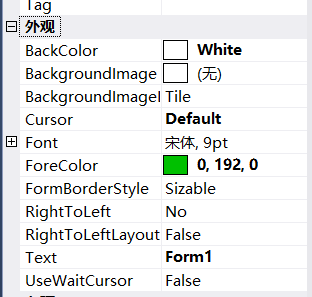 Tag
外观
BackColor White
BackgroundImage (无)
BackgroundImageI Tile
Cursor Default
Font 宋体, 9pt
ForeColor 0, 192, 0
FormBorderStyle Sizable
RightToLeft No
RightToLeftLayout False
Text Form1
UseWaitCursor False